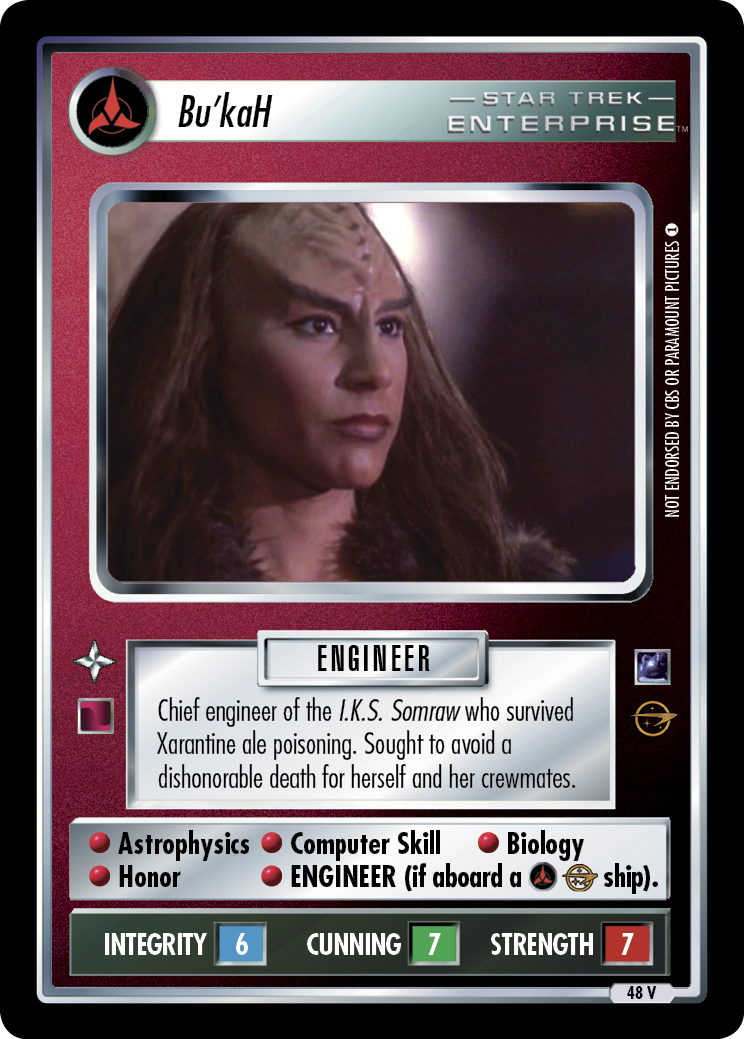 Bu'kaH
STAR TREK
ENTERPRISE™
NOT ENDORSED BY CBS OR PARAMOUNT PICTURES 1
ENGINEER
Chief engineer of the I.K.S. Somraw who survived
Xarantine ale poisoning. Sought to avoid a
dishonorable death for herself and her crewmates.
Astrophysics Computer Skill Biology
Honor ENGINEER (if aboard a ship).
INTEGRITY 6 CUNNING 7 STRENGTH 7
48 V